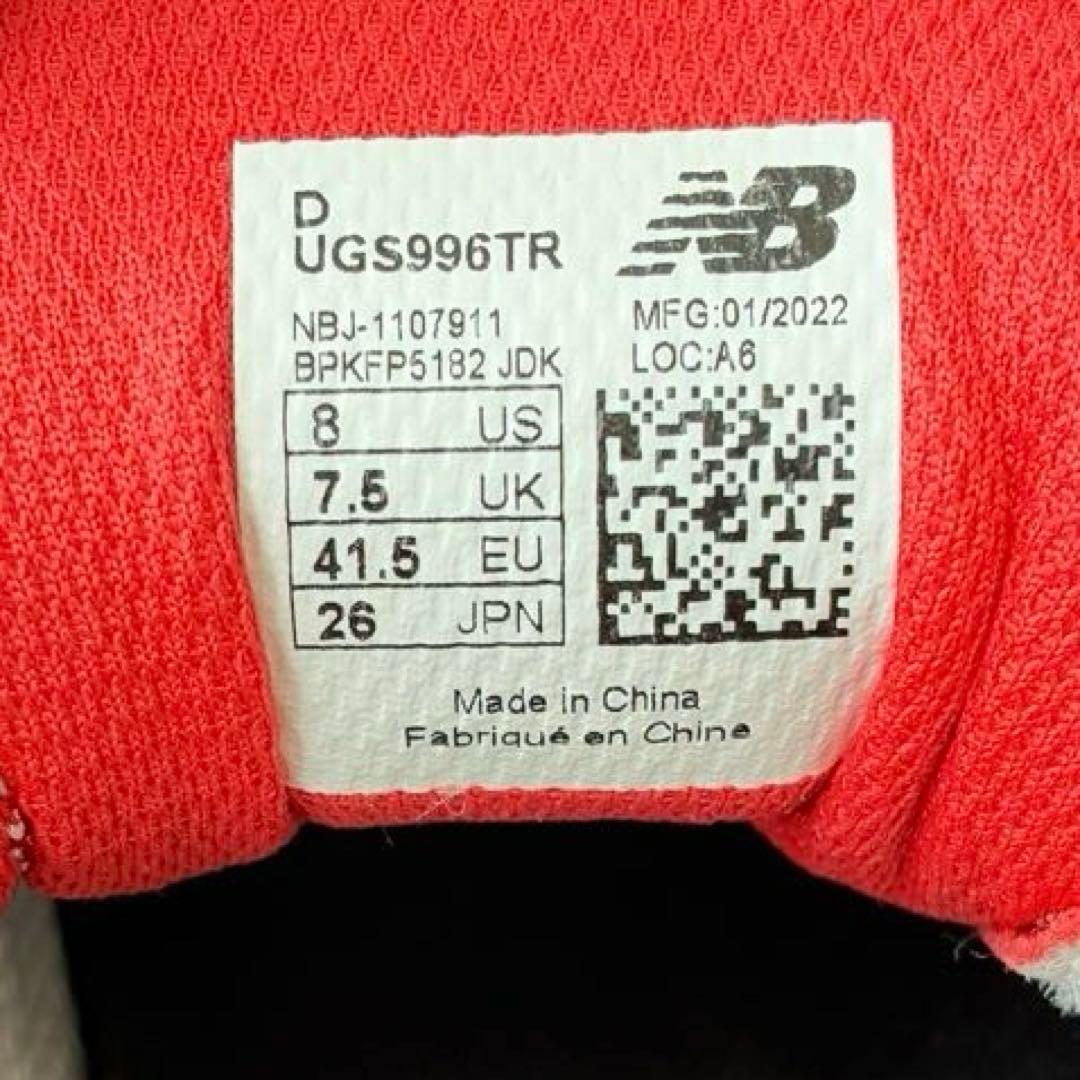 D
UGS996TR
NB
NBJ-1107911
BPKFP5182 JDK
MFG:01/2022
LOC:A6
8 US
7.5 UK
41.5 EU
26 JPN
Made in China
Fabriqué en Chine